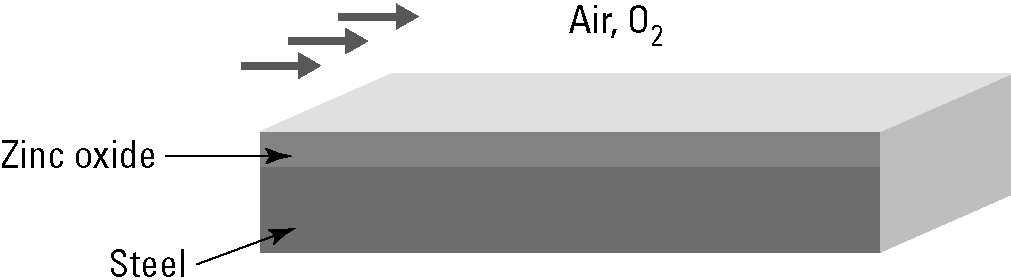 Air, O2
Zinc oxide
Steel